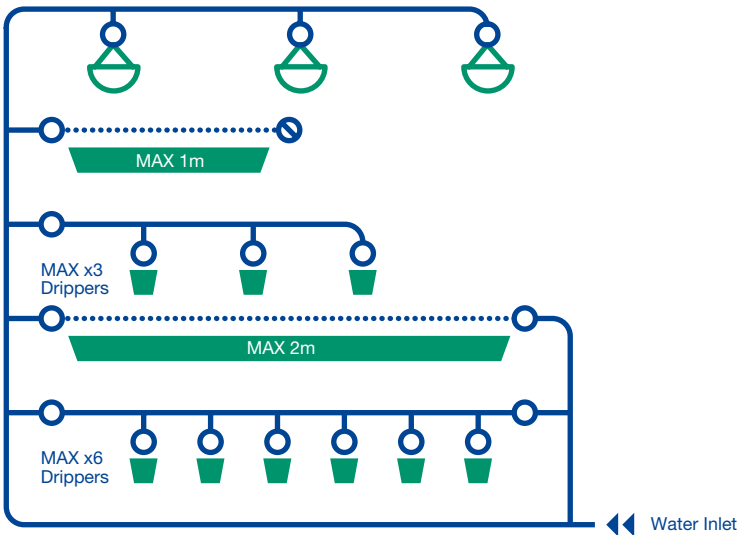 MAX 1m
MAX x3
Drippers
MAX 2m
MAX x6
Drippers
Water Inlet